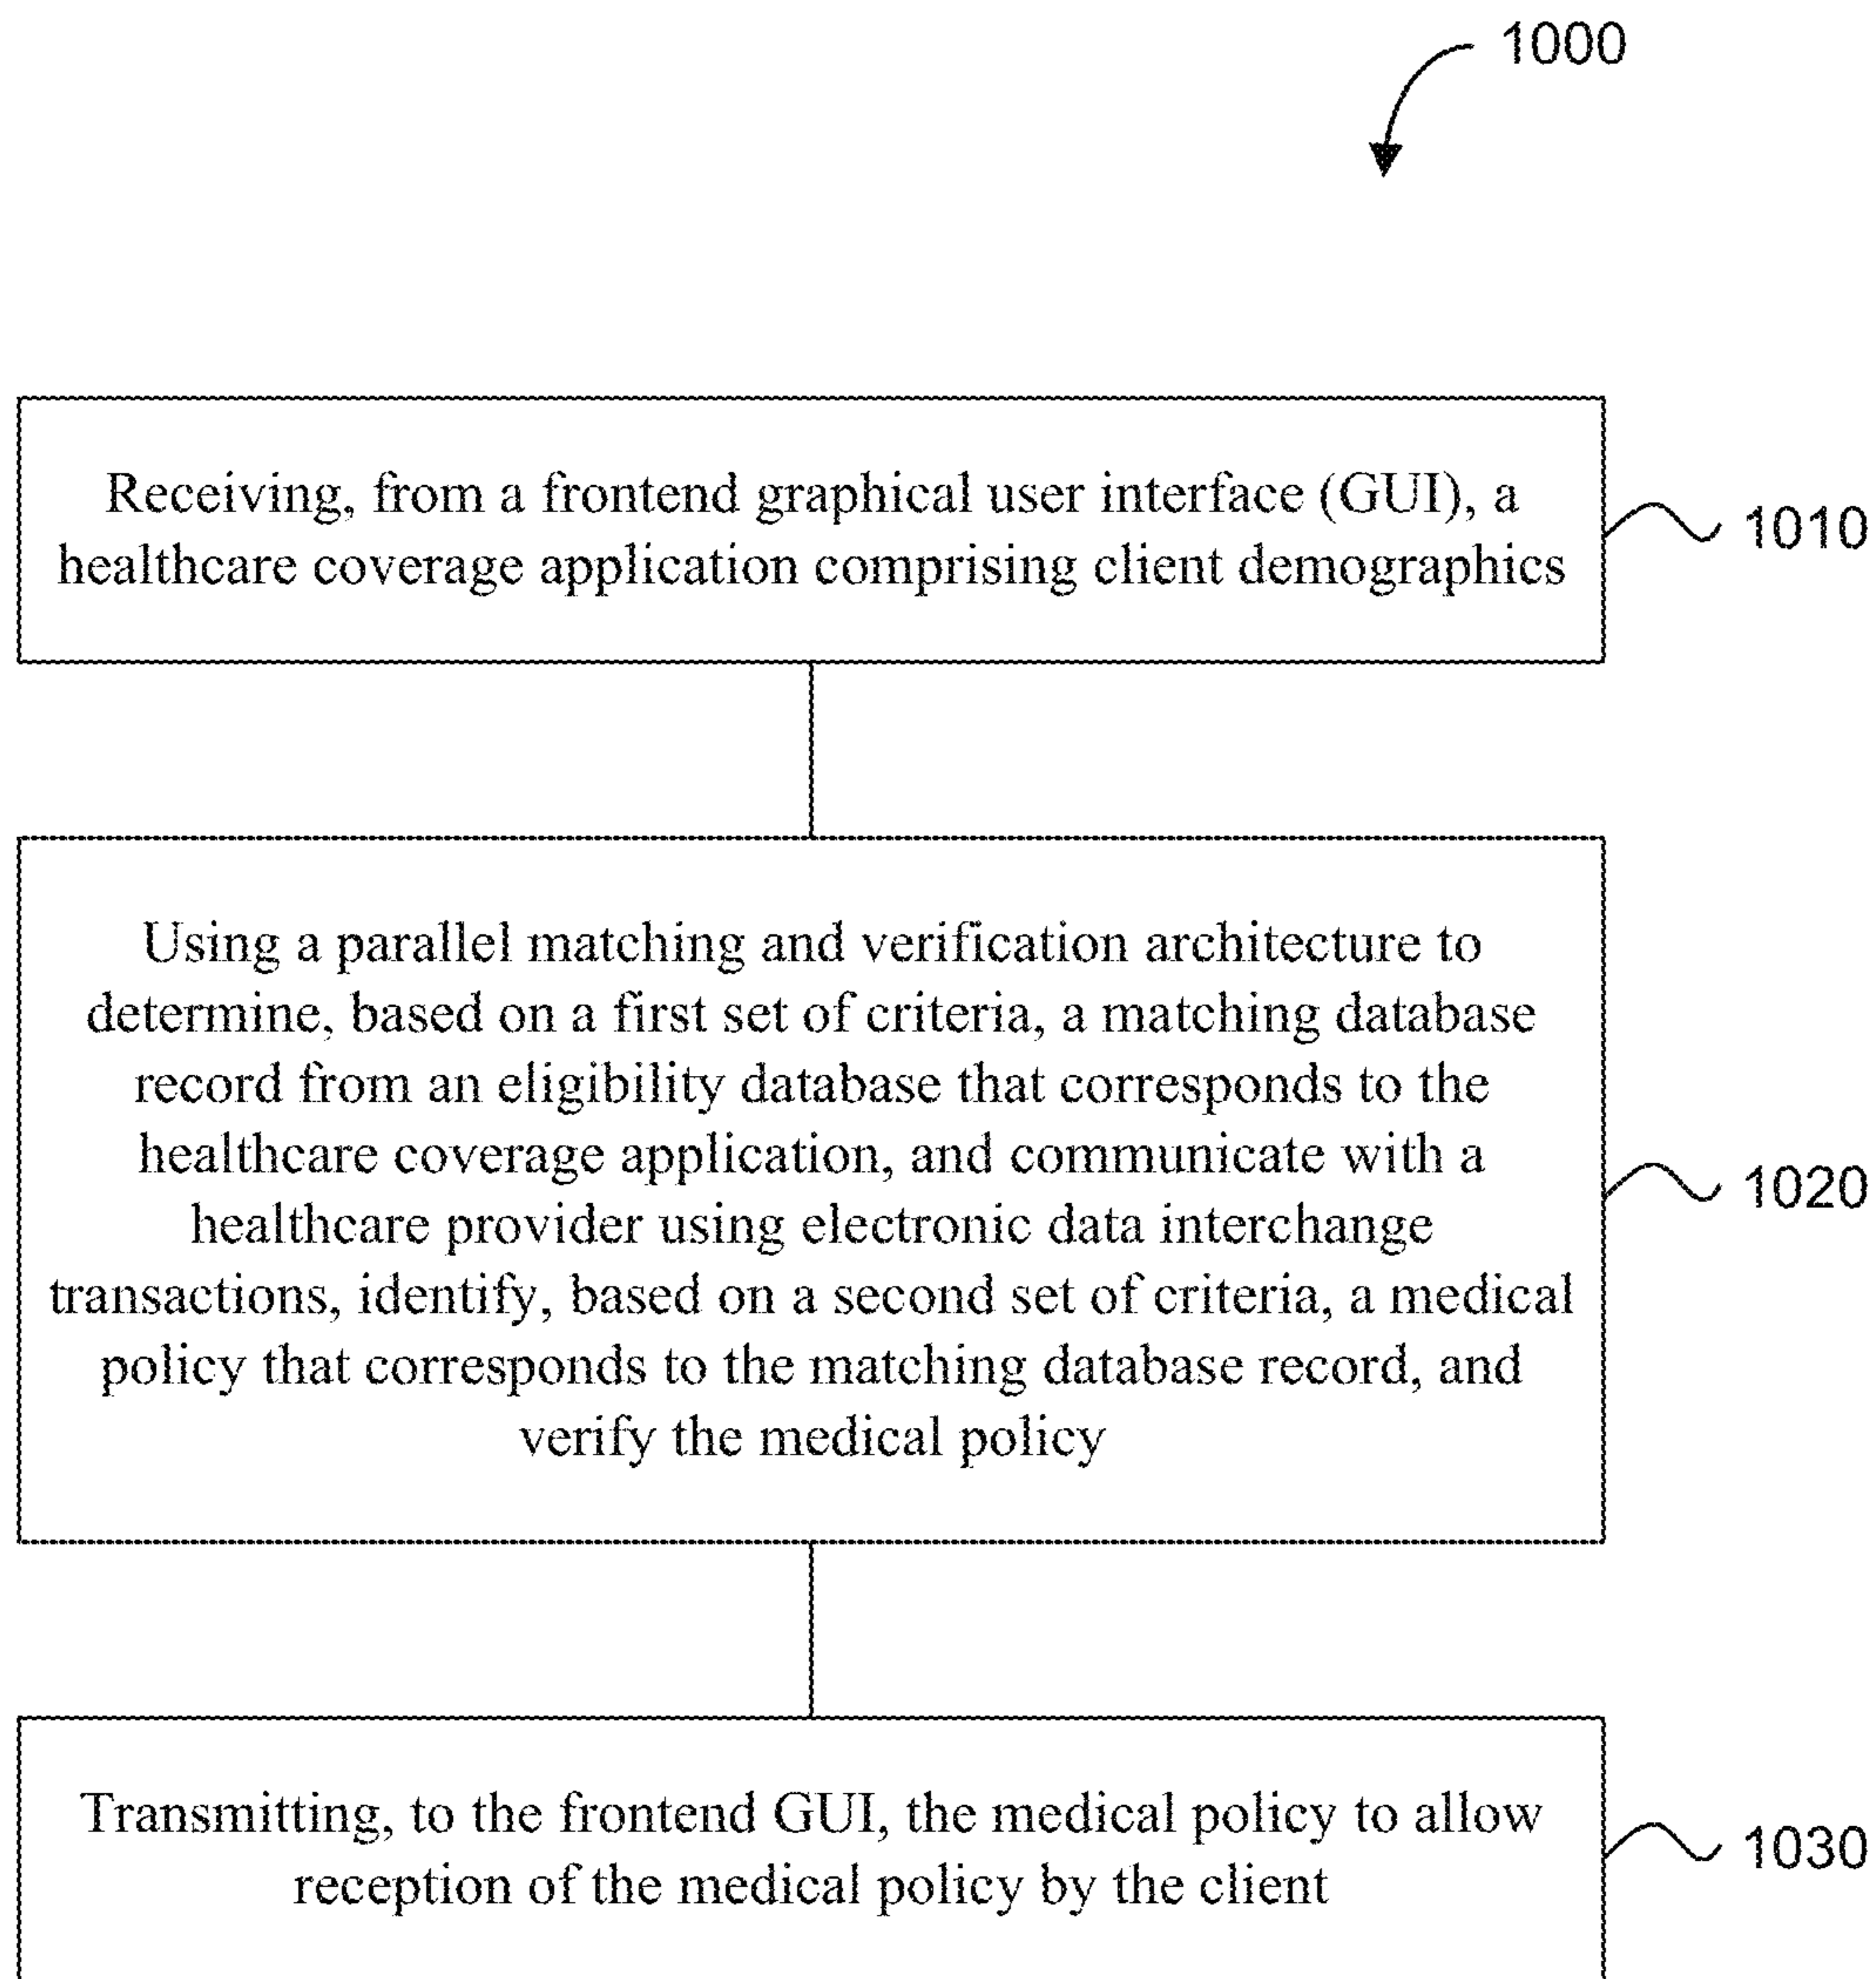 1000
Receiving, from a frontend graphical user interface (GUI), a
healthcare coverage application comprising client demographics
1010
Using a parallel matching and verification architecture to
determine, based on a first set of criteria, a matching database
record from an eligibility database that corresponds to the
healthcare coverage application, and communicate with a
healthcare provider using electronic data interchange
transactions, identify, based on a second set of criteria, a medical
policy that corresponds to the matching database record, and
verify the medical policy
1020
Transmitting, to the frontend GUI, the medical policy to allow
reception of the medical policy by the client
1030